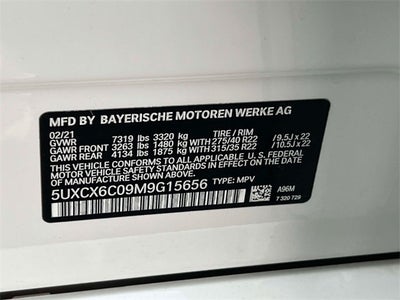 MFD BY BAYERISCHE MOTOREN WERKE AG
02/21
GVWR 7319 lbs 3320 kg TIRE / RIM
GAWR FRONT 3263 lbs 1480 kg WITH 275/40 R22 / 9.5J x 22
GAWR REAR 4134 lbs 1875 kg WITH 315/35 R22 / 10.5J x 22
THIS VEHICLE CONFORMS TO ALL APPLICABLE
U.S. FEDERAL MOTOR VEHICLE SAFETY STANDARDS
IN EFFECT ON THE DATE OF MANUFACTURE SHOWN ABOVE.
5UXCX6C09M9G15656 TYPE: MPV
A96M
7 320 729